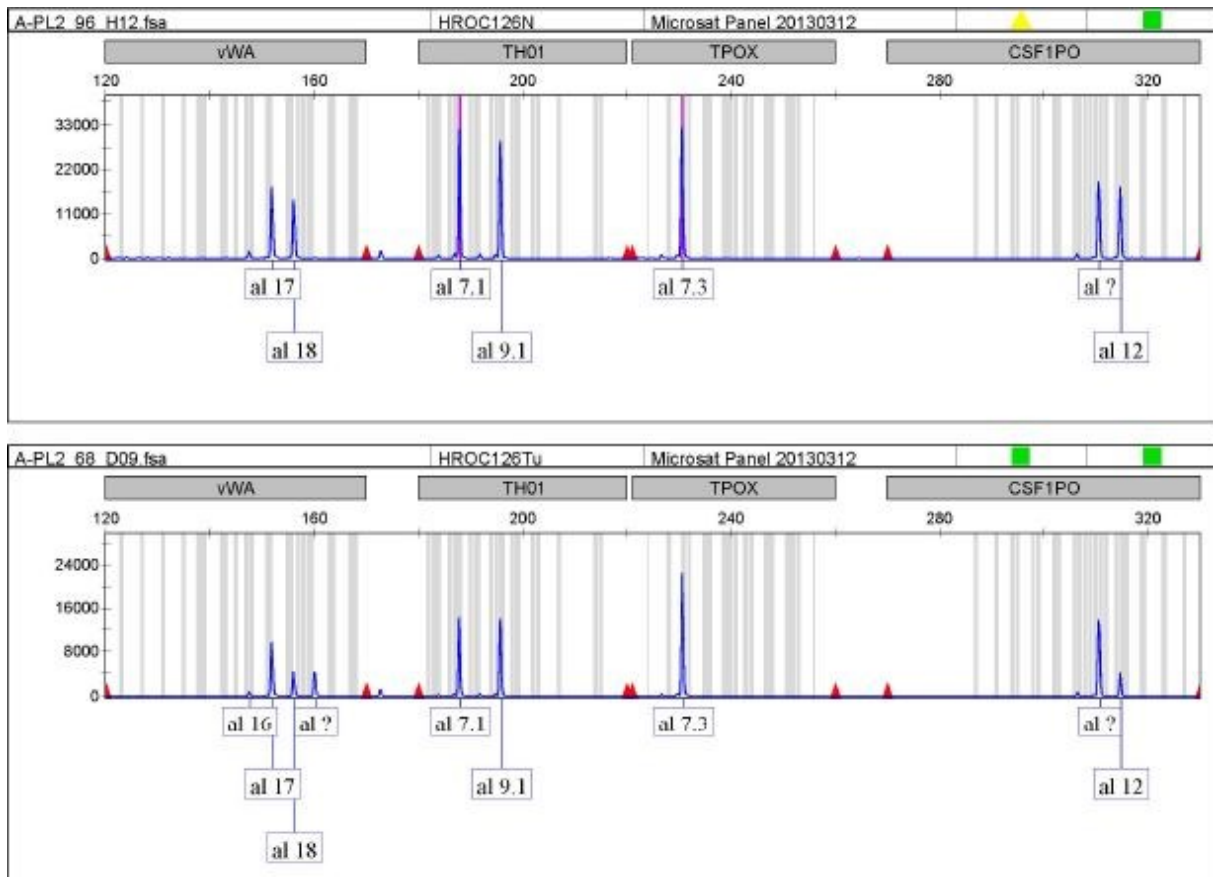 A-PL2_96_H12.fsa HROC126N Microsat Panel 20130312
vWA TH01 TPOX CSF1PO
120 160 200 240 280 320
33000
22000
11000
0
al 17 al 7.1 al 7.3 al ?
al 18 al 9.1 al 12
A-PL2_68_D09.fsa HROC126Tu Microsat Panel 20130312
vWA TH01 TPOX CSF1PO
120 160 200 240 280 320
24000
16000
8000
0
al 16 al ? al 7.1 al 7.3 al ?
al 17 al 9.1 al 12
al 18